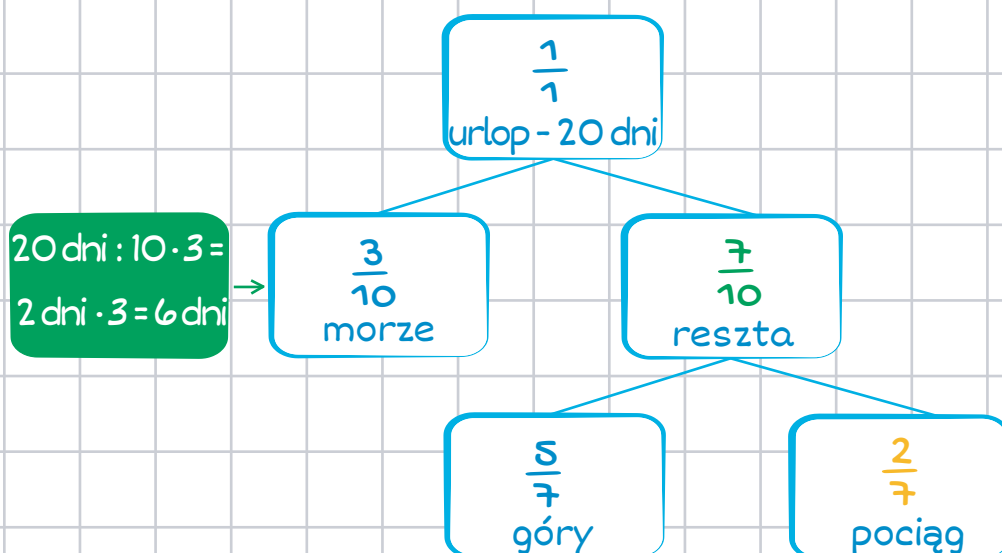 1
1
urlop - 20 dni
20 dni : 10 · 3 =
2 dni · 3 = 6 dni
3
10
morze
7
10
reszta
5
7
góry
2
7
pociąg